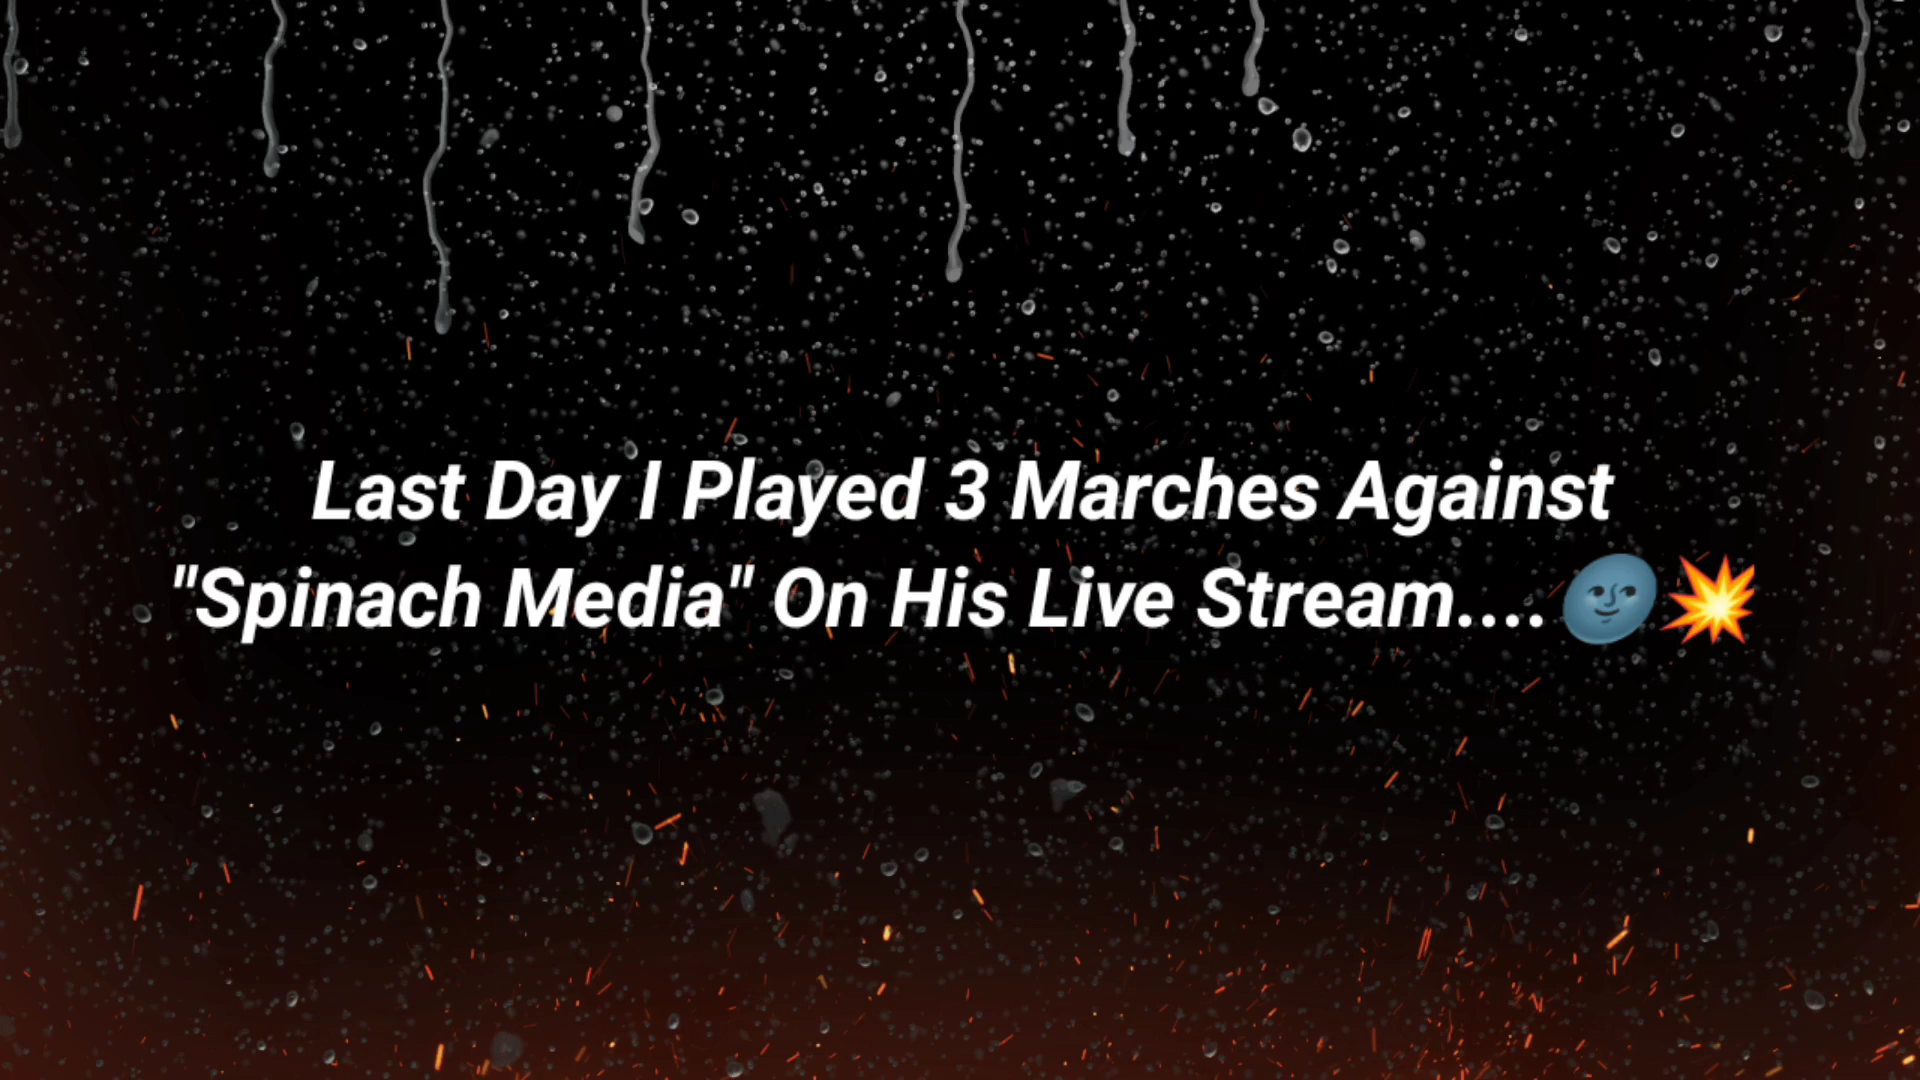 Last Day I Played 3 Marches Against
"Spinach Media" On His Live Stream....🌚💥